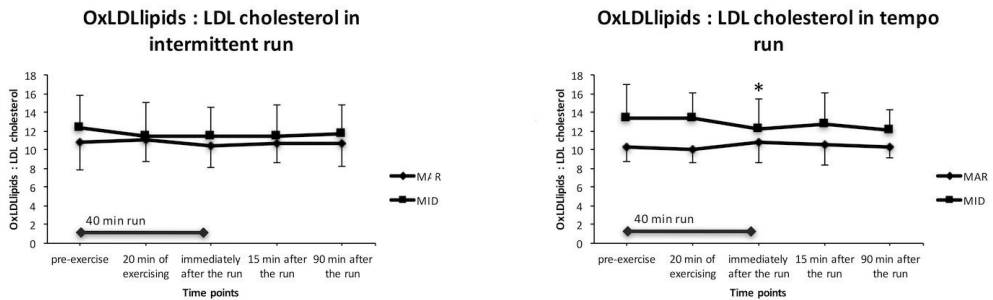 OxLDLlipids : LDL cholesterol in
intermittent run
OxLDLlipids : LDL cholesterol
18
16
14
12
10
8
6
4
2
0
40 min run
pre-exercise
20 min of
exercising
immediately
after the run
15 min after
the run
90 min after
the run
Time points
MAR
MID
OxLDLlipids : LDL cholesterol in tempo
run
OxLDLlipids : LDL cholesterol
18
16
14
12
10
8
6
4
2
0
*
40 min run
pre-exercise
20 min of
exercising
immediately
after the run
15 min after
the run
90 min after
the run
Time points
MAR
MID